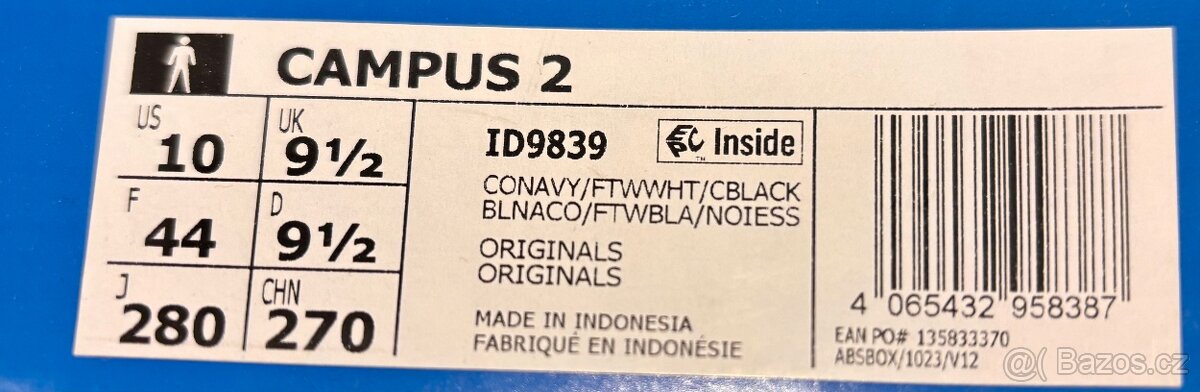 CAMPUS 2
US
10
UK
9½
F
44
D
9½
J
280
CHN
270
ID9839
Inside
™
CONAVY/FTWWHT/CBLACK
BLNACO/FTWBLA/NOIESS
ORIGINALS
ORIGINALS
MADE IN INDONESIA
FABRIQUÉ EN INDONÉSIE
4 065432 958387
EAN PO# 135833370
ABSBOX/1023/V12
Bazos.cz